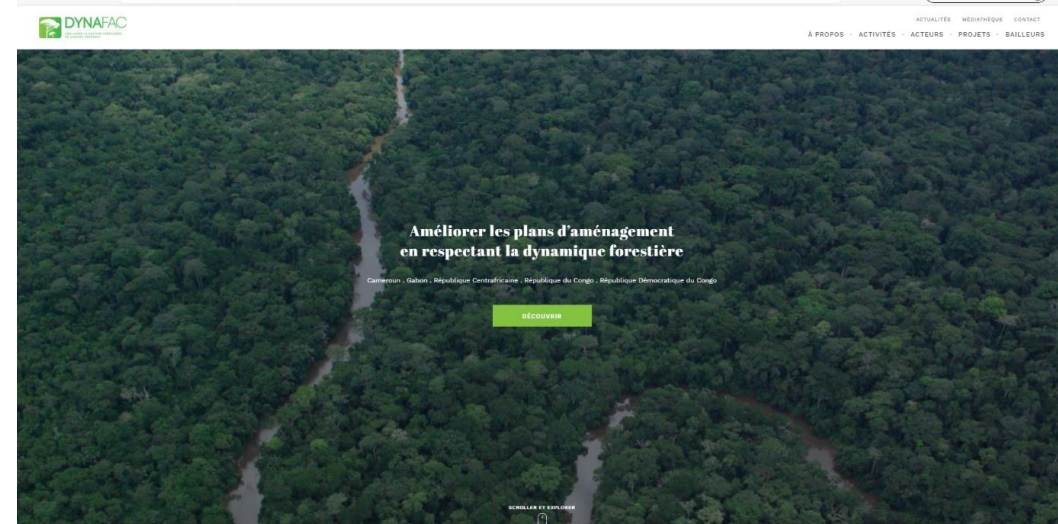 DYNAFAC
ACTUALITÉS MÉDIATHÈQUE CONTACT
À PROPOS · ACTIVITÉS · ACTEURS · PROJETS · BAILLEURS
Améliorer les plans d'aménagement
en respectant la dynamique forestière
Cameroun . Gabon . République Centrafricaine . République du Congo . République Démocratique du Congo
DÉCOUVRIR
SCROLLER ET EXPLORER